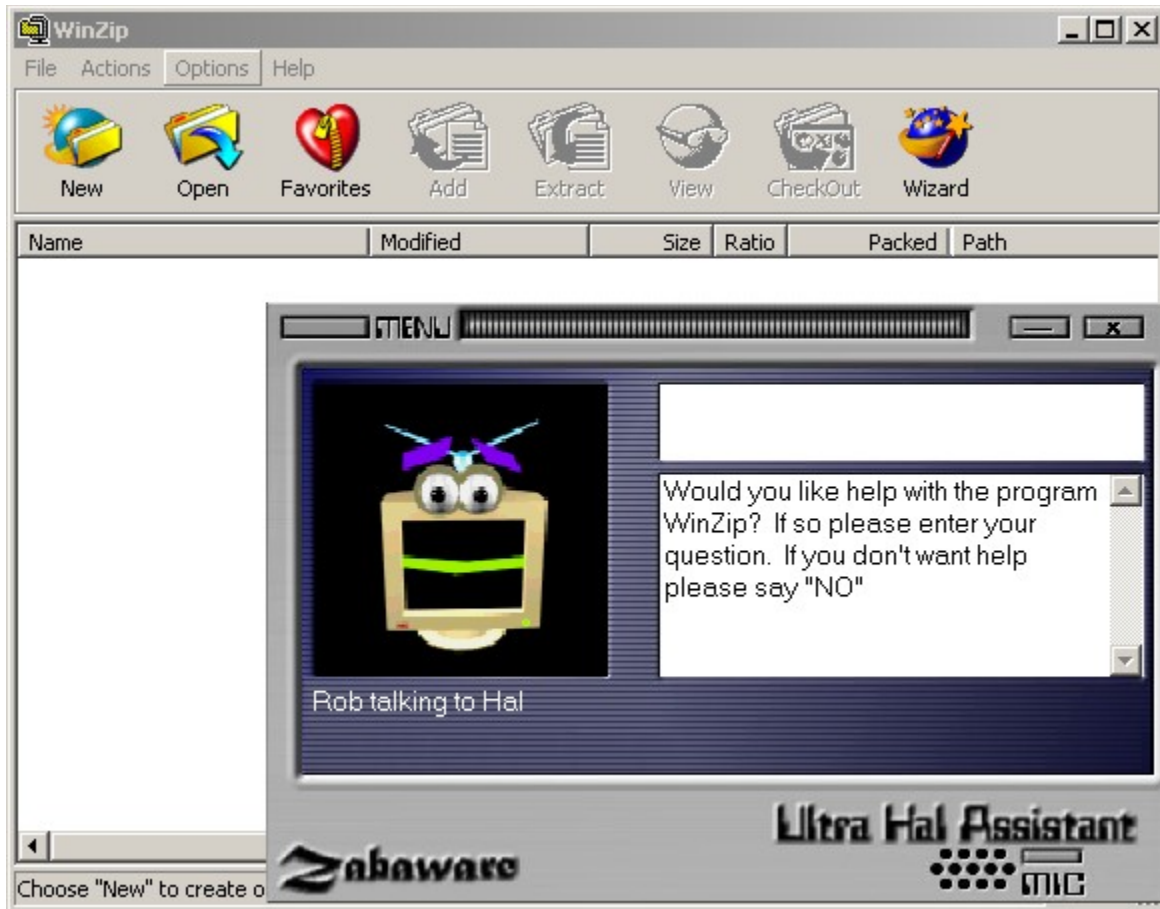 WinZip
File Actions Options Help
New Open Favorites Add Extract View CheckOut Wizard
Name Modified Size Ratio Packed Path
MENU
Would you like help with the program
WinZip? If so please enter your
question. If you don't want help
please say "NO"
Rob talking to Hal
Ultra Hal Assistant
Zabaware
MIC
Choose "New" to create o